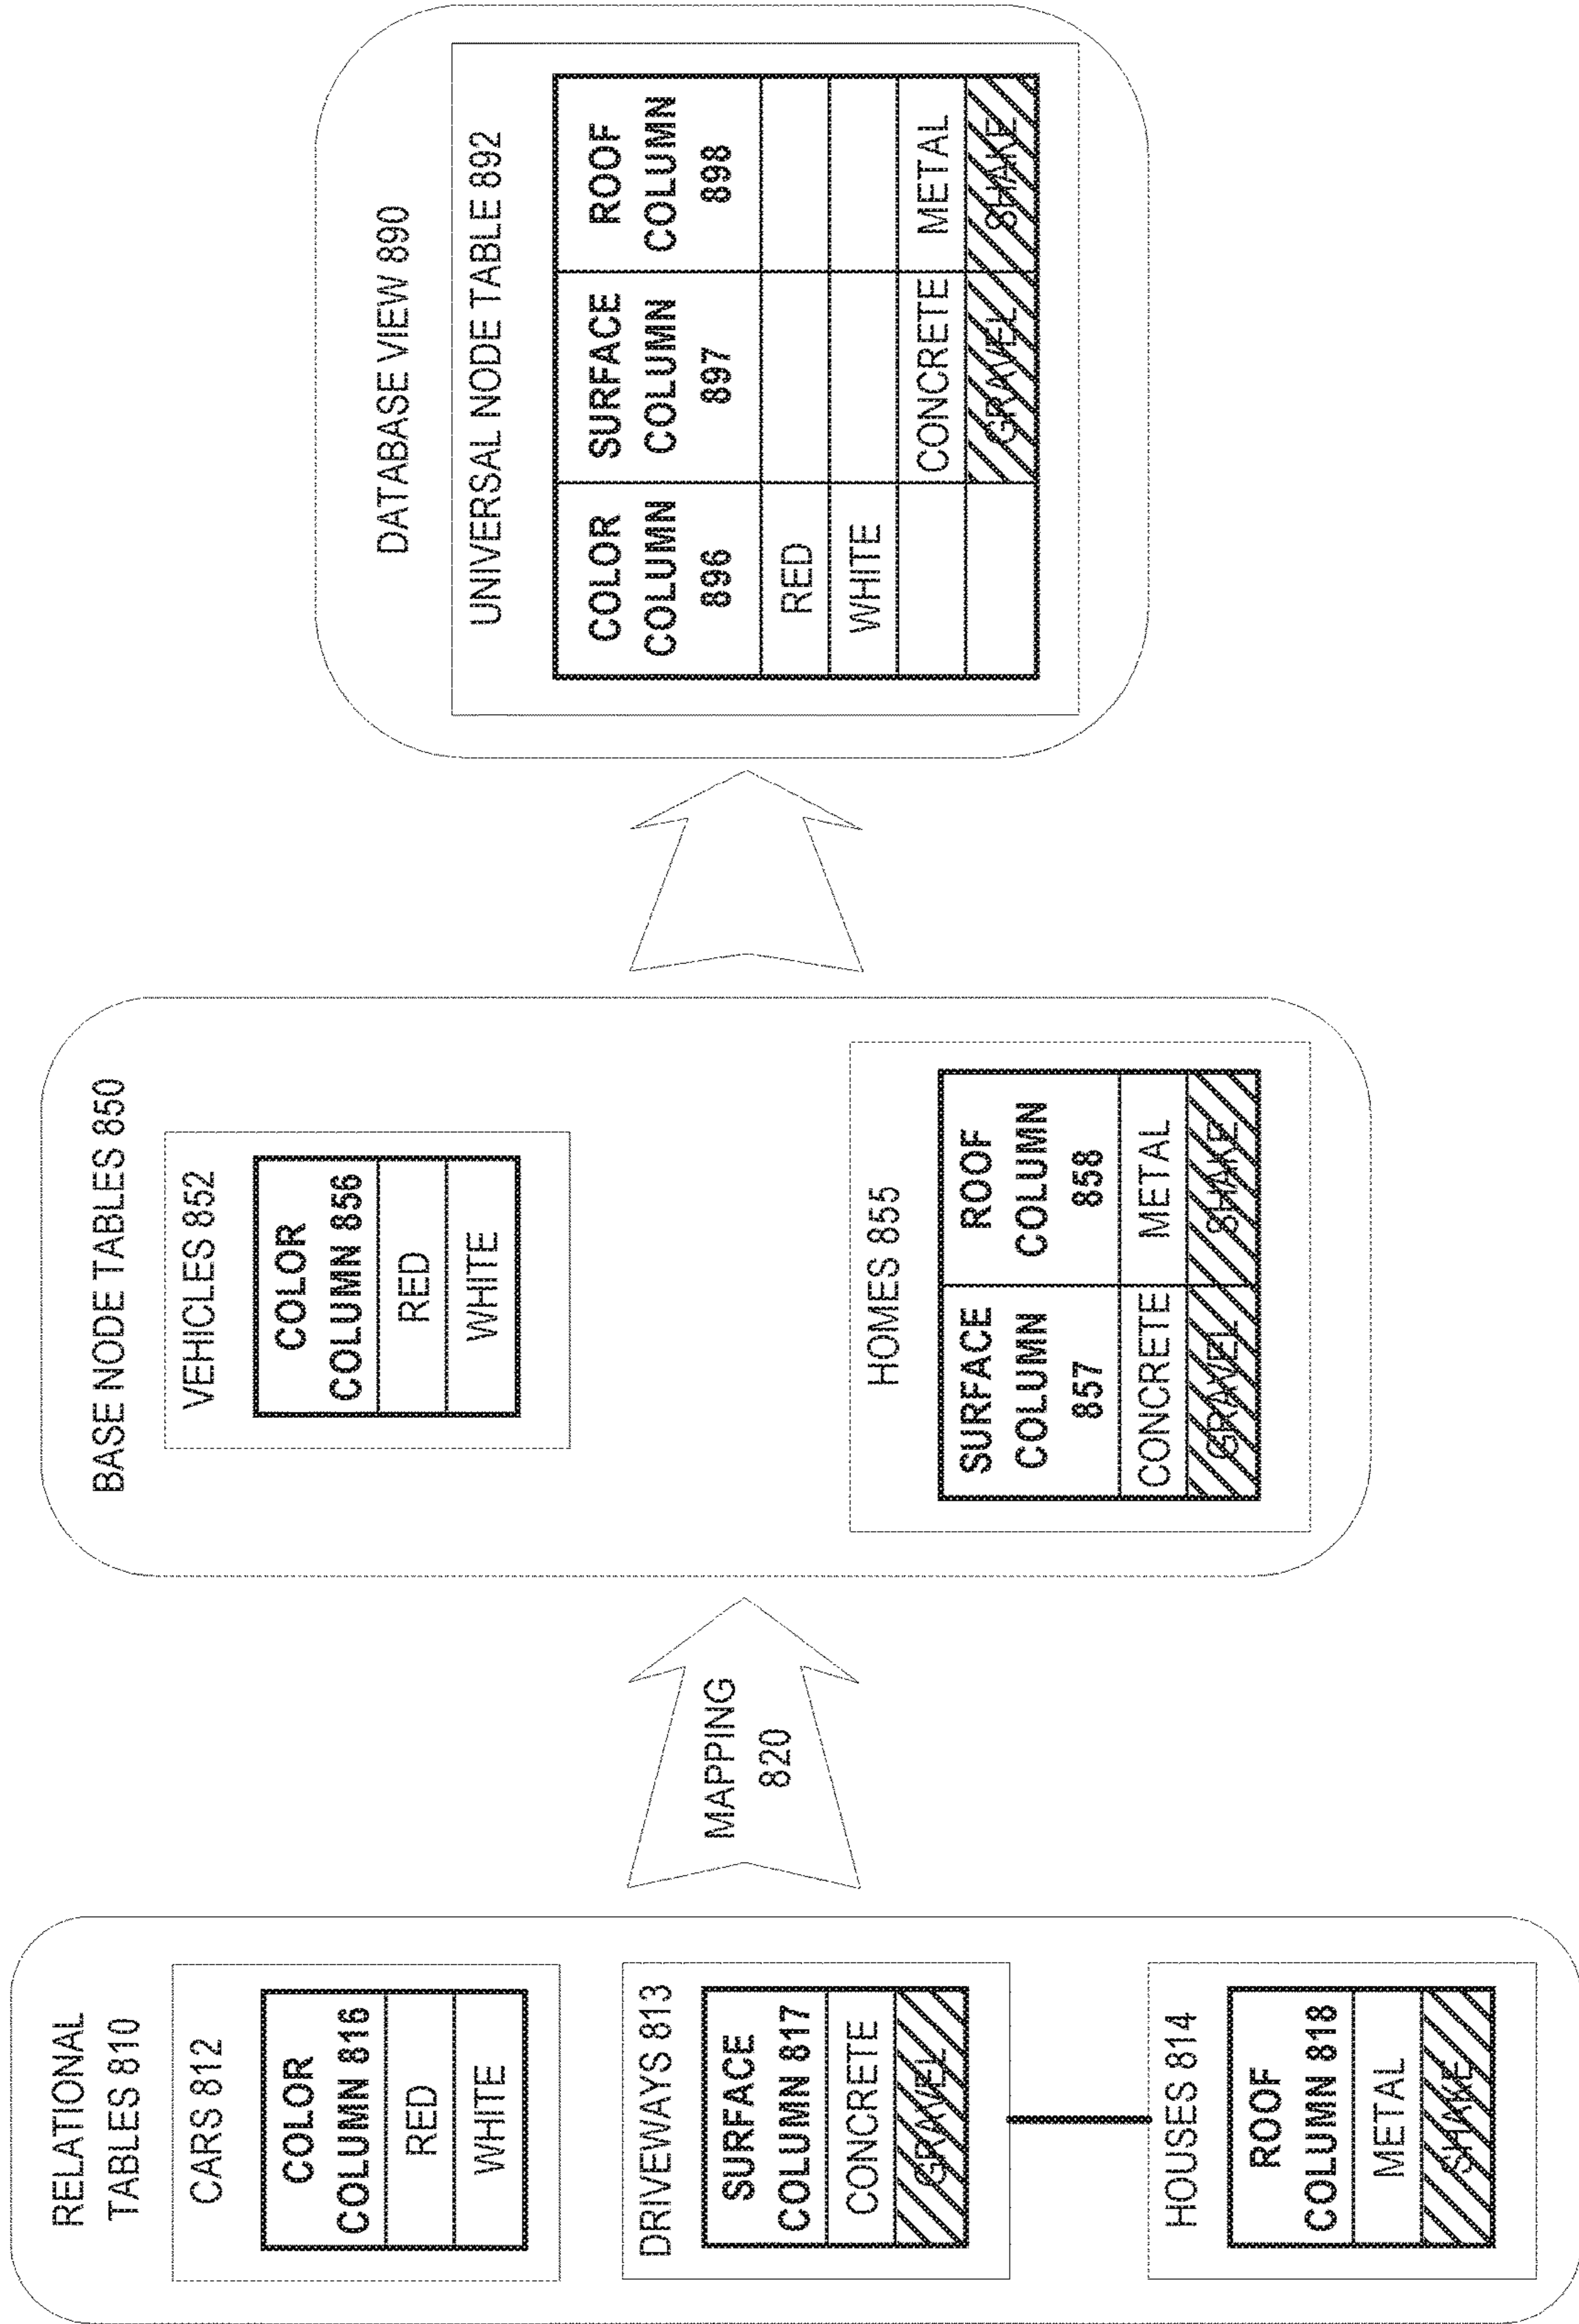 RELATIONAL
TABLES 810
CARS 812
COLOR
COLUMN 816
RED
WHITE
DRIVEWAYS 813
SURFACE
COLUMN 817
CONCRETE
GRAVEL
HOUSES 814
ROOF
COLUMN 818
METAL
SHAKE
MAPPING
820
BASE NODE TABLES 850
VEHICLES 852
COLOR
COLUMN 856
RED
WHITE
HOMES 855
SURFACE ROOF
COLUMN COLUMN
857 858
CONCRETE METAL
GRAVEL SHAKE
DATABASE VIEW 890
UNIVERSAL NODE TABLE 892
COLOR SURFACE ROOF
COLUMN COLUMN COLUMN
896 897 898
RED
WHITE
CONCRETE METAL
GRAVEL SHAKE